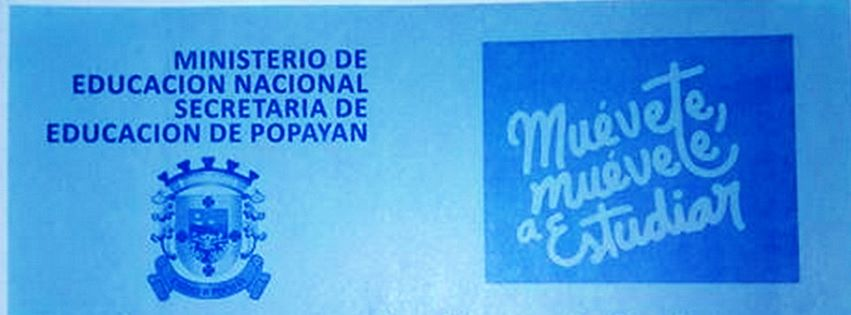 MINISTERIO DE
EDUCACION NACIONAL
SECRETARIA DE
EDUCACION DE POPAYAN
Muévete,
muévete
a Estudiar